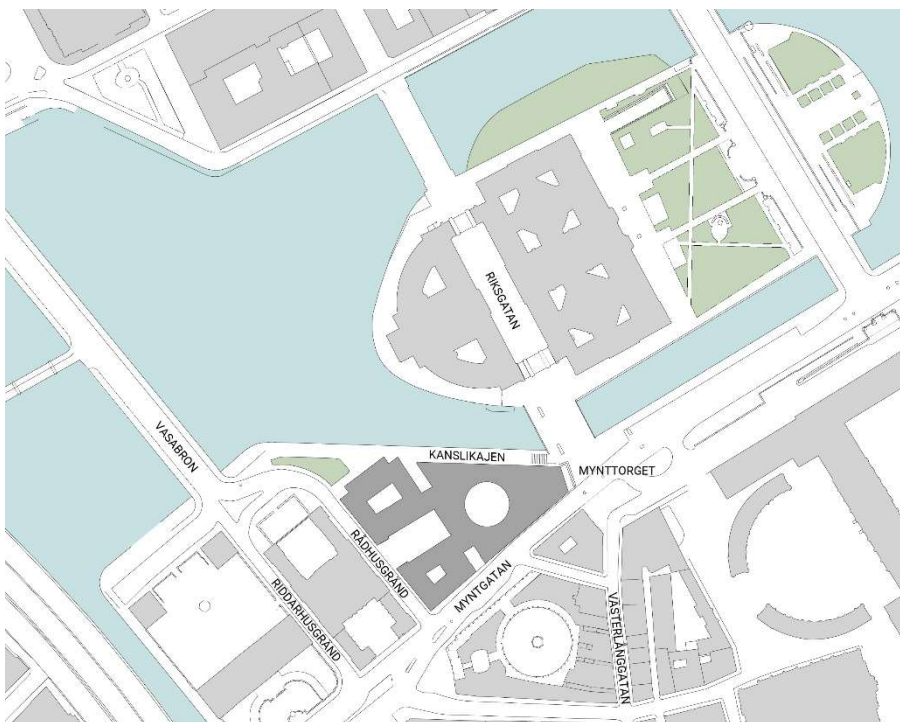 RIKSGATAN
VASABRON
KANSLIKAJEN
MYNTTORGET
RÅDHUSGRÄND
MYNTGATAN
RIDDARHUSGRÄND
VÄSTERLÅNGGATAN